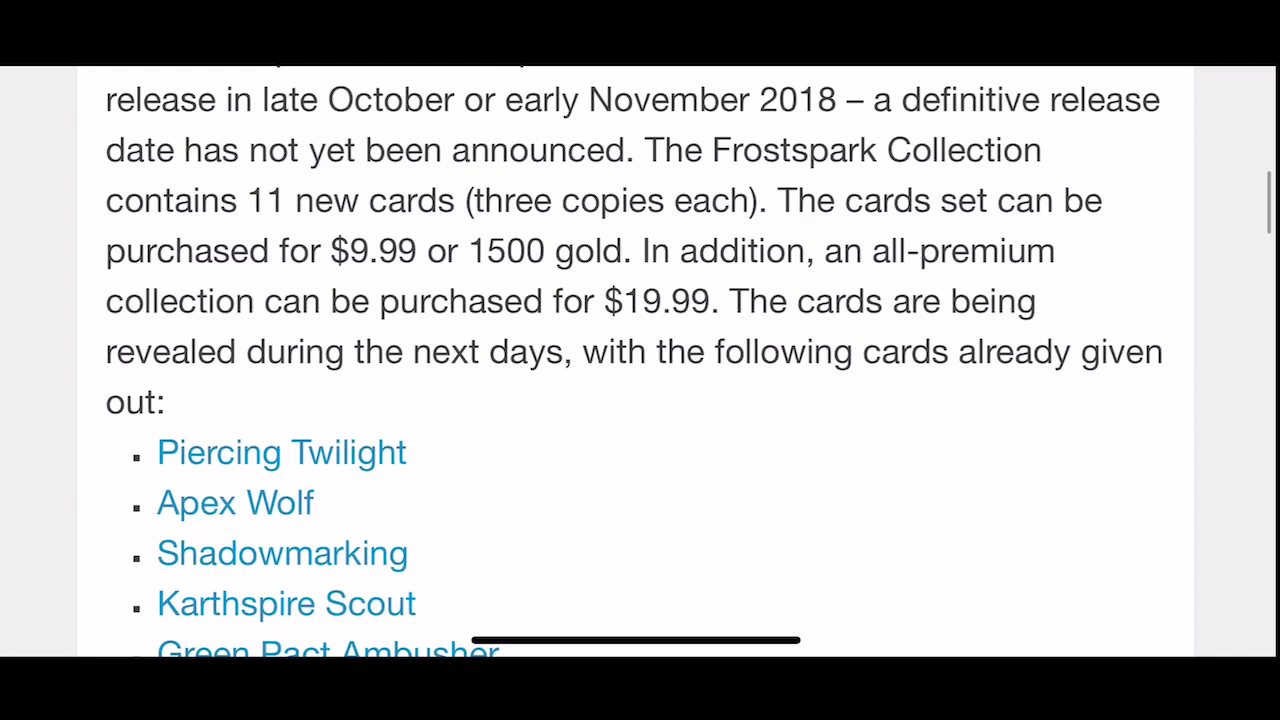 release in late October or early November 2018 – a definitive release
date has not yet been announced. The Frostspark Collection
contains 11 new cards (three copies each). The cards set can be
purchased for $9.99 or 1500 gold. In addition, an all-premium
collection can be purchased for $19.99. The cards are being
revealed during the next days, with the following cards already given
out:
▪ Piercing Twilight
▪ Apex Wolf
▪ Shadowmarking
▪ Karthspire Scout
▪ Green Pact Ambusher